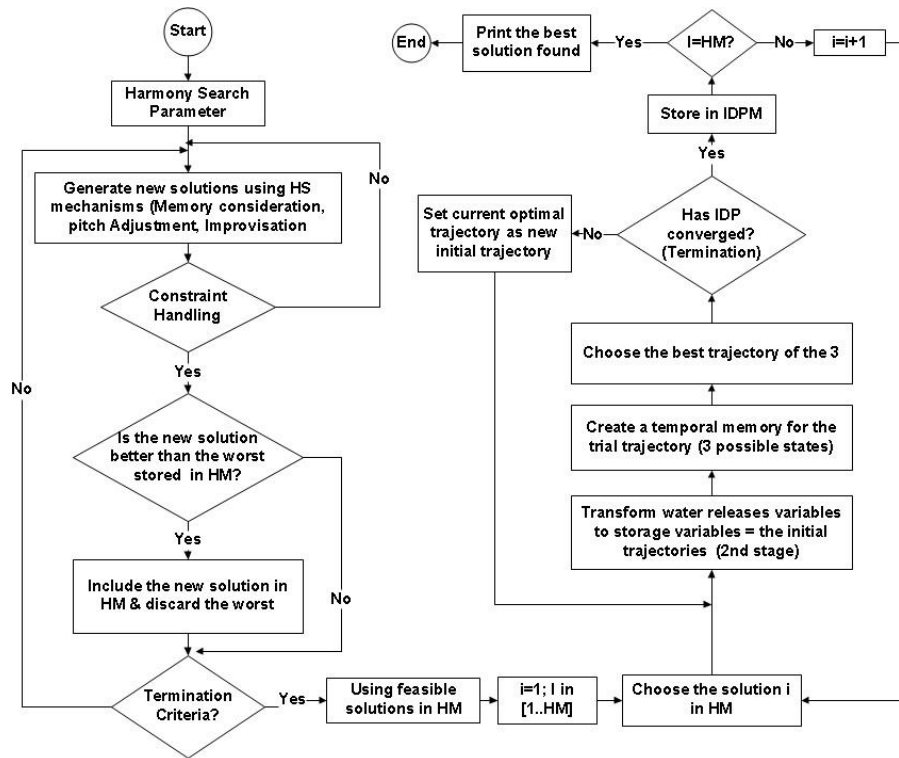 Start
Harmony Search
Parameter
No
Generate new solutions using HS
mechanisms (Memory consideration,
pitch Adjustment, Improvisation
Constraint
Handling
Yes
No
Is the new solution
better than the worst
stored in HM?
Yes
No
Include the new solution in
HM & discard the worst
Termination
Criteria?
Yes
Using feasible
solutions in HM
i=1; I in
[1..HM]
Choose the solution i
in HM
Transform water releases variables
to storage variables = the initial
trajectories (2nd stage)
Create a temporal memory for the
trial trajectory (3 possible states)
Choose the best trajectory of the 3
Has IDP
converged?
(Termination)
No
Set current optimal
trajectory as new
initial trajectory
Yes
Store in IDPM
I=HM?
No
i=i+1
Yes
Print the best
solution found
End